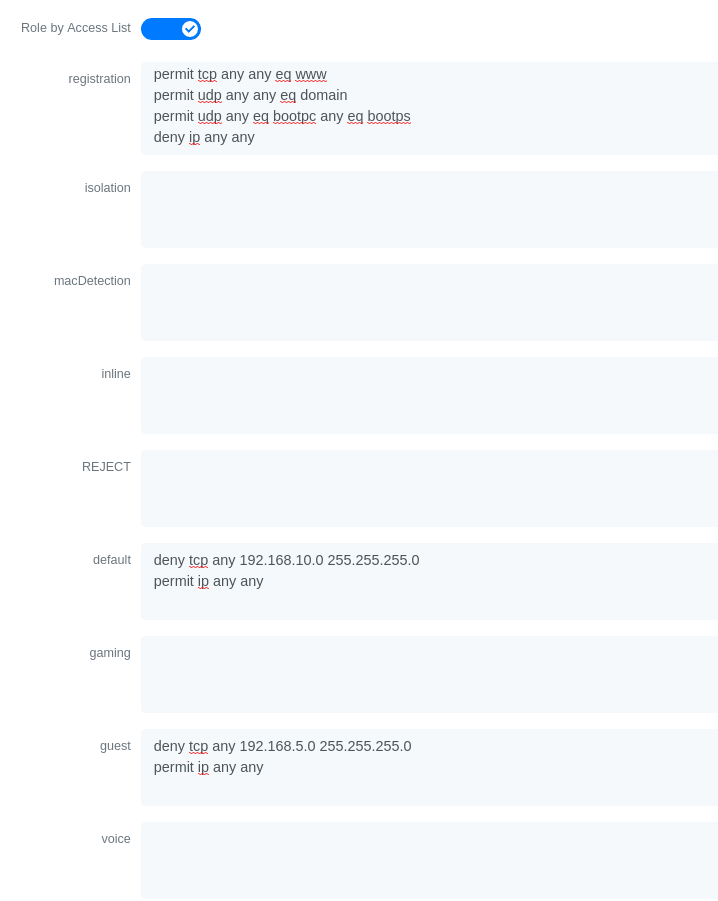 Role by Access List
registration
permit tcp any any eq www
permit udp any any eq domain
permit udp any eq bootpc any eq bootps
deny ip any any
isolation
macDetection
inline
REJECT
default
deny tcp any 192.168.10.0 255.255.255.0
permit ip any any
gaming
guest
deny tcp any 192.168.5.0 255.255.255.0
permit ip any any
voice